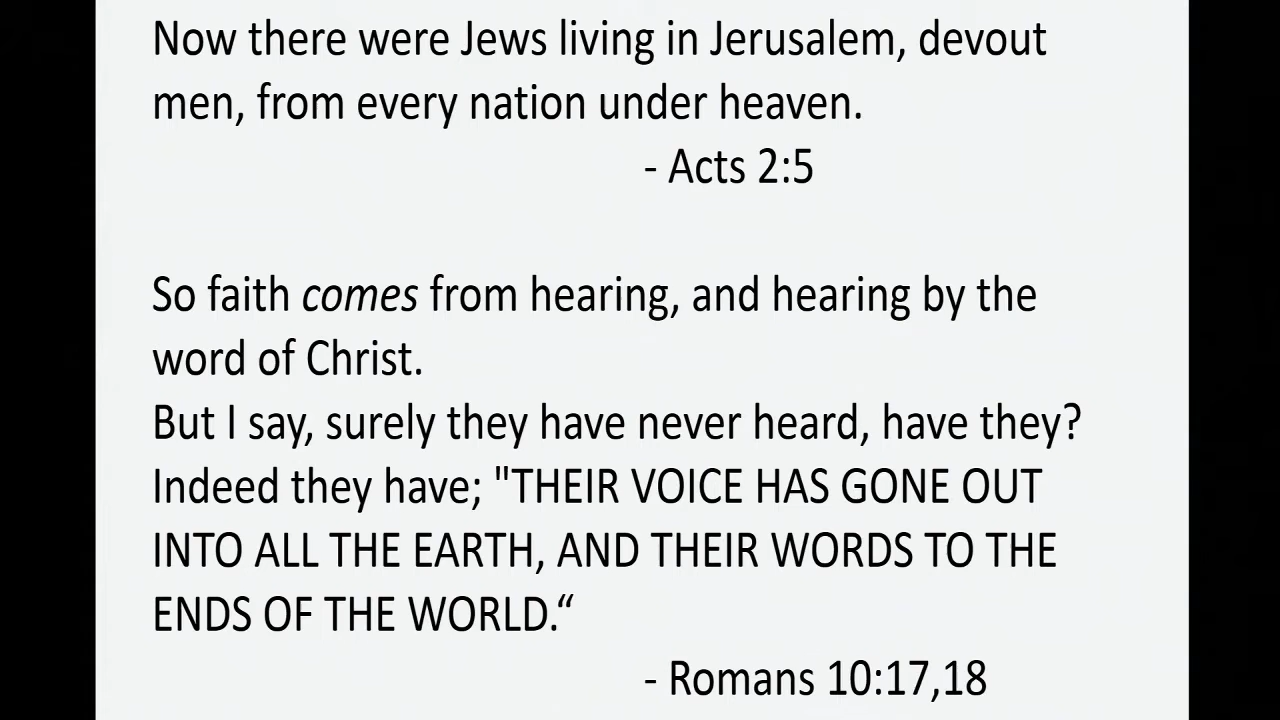 Now there were Jews living in Jerusalem, devout
men, from every nation under heaven.
- Acts 2:5
So faith comes from hearing, and hearing by the
word of Christ.
But I say, surely they have never heard, have they?
Indeed they have; "THEIR VOICE HAS GONE OUT
INTO ALL THE EARTH, AND THEIR WORDS TO THE
ENDS OF THE WORLD.“
- Romans 10:17,18